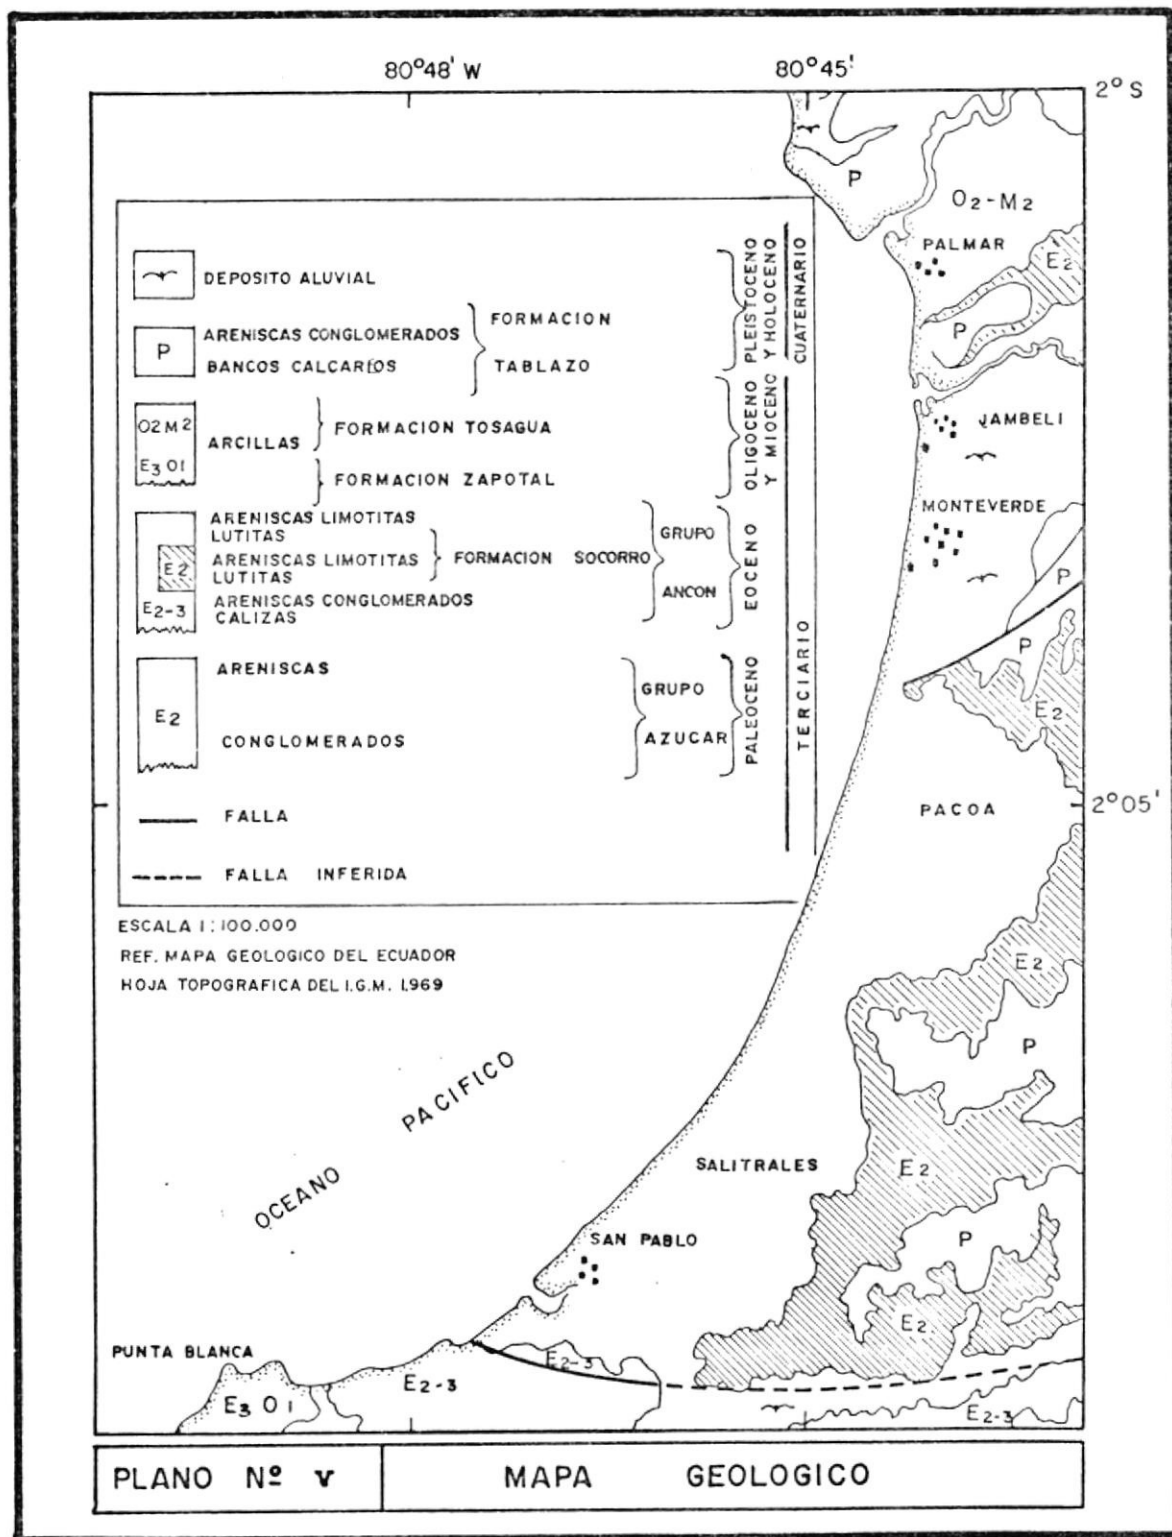 80°48' W
80°45'
2°S
P
O2-M2
PALMAR
E2
P
JAMBELI
MONTEVERDE
P
P
E2
PACOA
2°05'
E2
P
SALITRALES
E2
P
SAN PABLO
E2
PUNTA BLANCA
E2-3
E2-3
E3 O1
E2-3
OCEANO PACIFICO
DEPOSITO ALUVIAL
P
ARENISCAS CONGLOMERADOS
BANCOS CALCARIOS
FORMACION
TABLAZO
PLEISTOCENO
Y HOLOCENO
CUATERNARIO
O2M2
E3 O1
ARCILLAS
FORMACION TOSAGUA
FORMACION ZAPOTAL
OLIGOCENO
Y MIOCENO
ARENISCAS LIMOTITAS
LUTITAS
E2
ARENISCAS LIMOTITAS
LUTITAS
FORMACION SOCORRO
E2-3
ARENISCAS CONGLOMERADOS
CALIZAS
GRUPO
ANCON
EOCENO
E2
ARENISCAS
CONGLOMERADOS
GRUPO
AZUCAR
PALEOCENO
TERCIARIO
FALLA
FALLA INFERIDA
ESCALA 1:100.000
REF. MAPA GEOLOGICO DEL ECUADOR
HOJA TOPOGRAFICA DEL I.G.M. 1.969
PLANO Nº V
MAPA GEOLOGICO